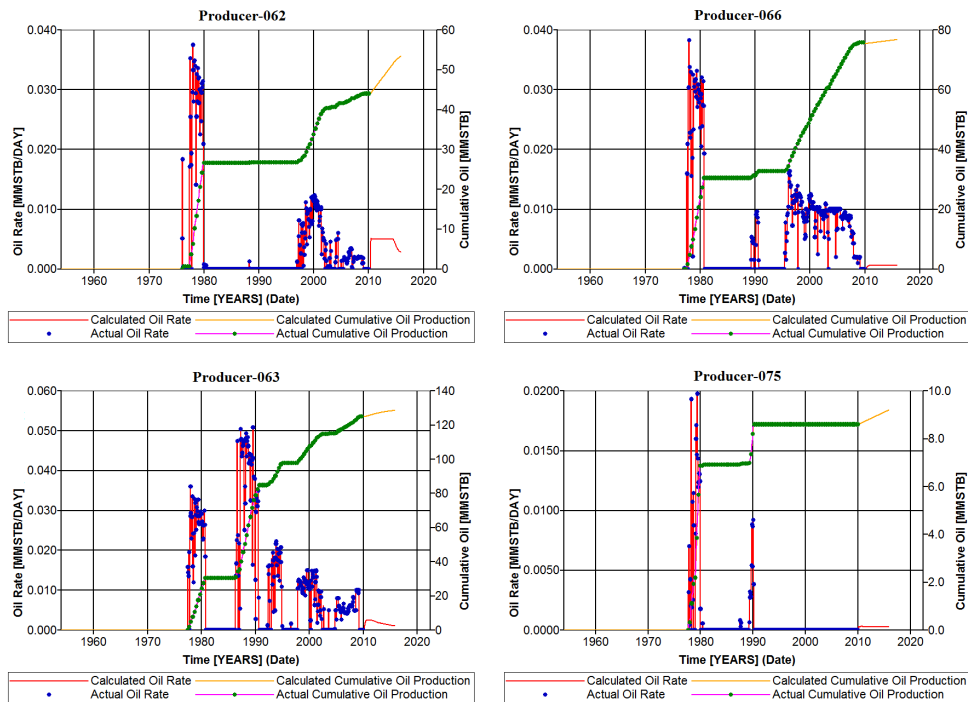 Producer-062
0.040
0.030
0.020
0.010
0.000
Oil Rate [MMSTB/DAY]
60
50
40
30
20
10
0
Cumulative Oil [MMSTB]
1960 1970 1980 1990 2000 2010 2020
Time [YEARS] (Date)
Calculated Oil Rate Calculated Cumulative Oil Production
Actual Oil Rate Actual Cumulative Oil Production
Producer-066
0.040
0.030
0.020
0.010
0.000
Oil Rate [MMSTB/DAY]
80
60
40
20
0
Cumulative Oil [MMSTB]
1960 1970 1980 1990 2000 2010 2020
Time [YEARS] (Date)
Calculated Oil Rate Calculated Cumulative Oil Production
Actual Oil Rate Actual Cumulative Oil Production
Producer-063
0.060
0.050
0.040
0.030
0.020
0.010
0.000
Oil Rate [MMSTB/DAY]
140
120
100
80
60
40
20
0
Cumulative Oil [MMSTB]
1960 1970 1980 1990 2000 2010 2020
Time [YEARS] (Date)
Calculated Oil Rate Calculated Cumulative Oil Production
Actual Oil Rate Actual Cumulative Oil Production
Producer-075
0.0200
0.0150
0.0100
0.0050
0.0000
Oil Rate [MMSTB/DAY]
10.0
8.0
6.0
4.0
2.0
0.0
Cumulative Oil [MMSTB]
1960 1970 1980 1990 2000 2010 2020
Time [YEARS] (Date)
Calculated Oil Rate Calculated Cumulative Oil Production
Actual Oil Rate Actual Cumulative Oil Production